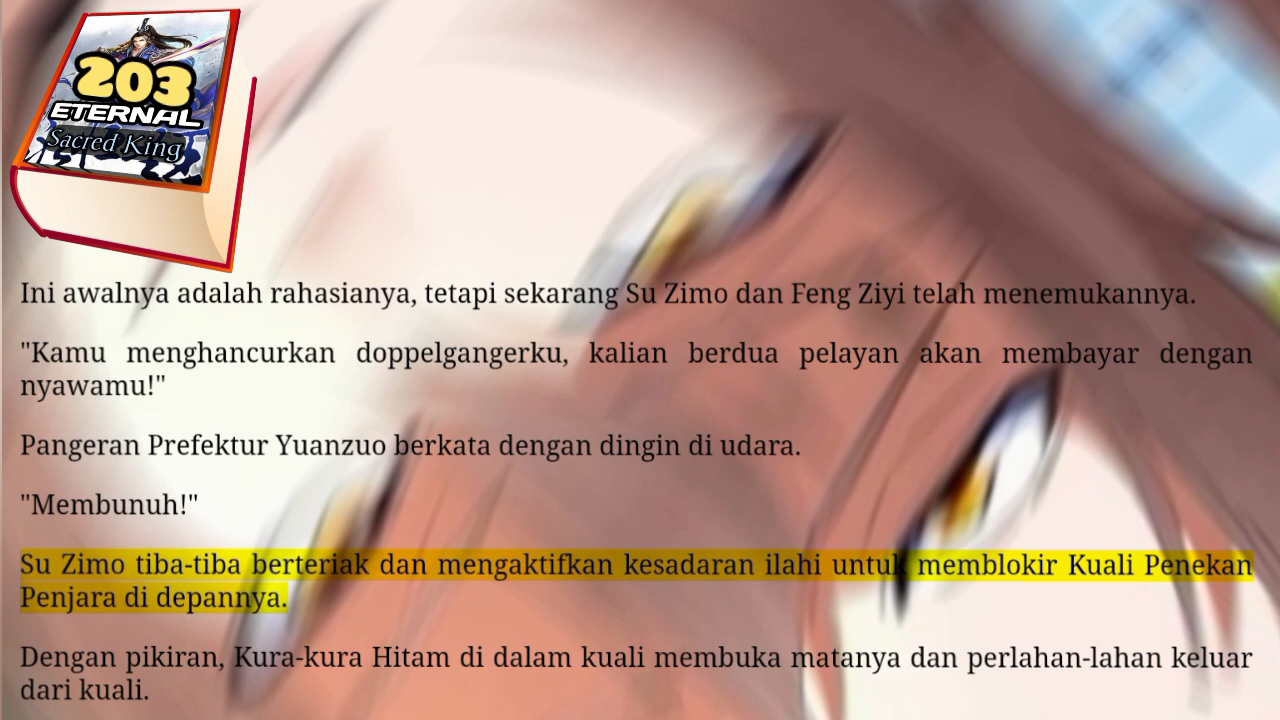 203
ETERNAL
Sacred King
Ini awalnya adalah rahasianya, tetapi sekarang Su Zimo dan Feng Ziyi telah menemukannya.
"Kamu menghancurkan doppelgangerku, kalian berdua pelayan akan membayar dengan
nyawamu!"
Pangeran Prefektur Yuanzuo berkata dengan dingin di udara.
"Membunuh!"
Su Zimo tiba-tiba berteriak dan mengaktifkan kesadaran ilahi untuk memblokir Kuali Penekan
Penjara di depannya.
Dengan pikiran, Kura-kura Hitam di dalam kuali membuka matanya dan perlahan-lahan keluar
dari kuali.